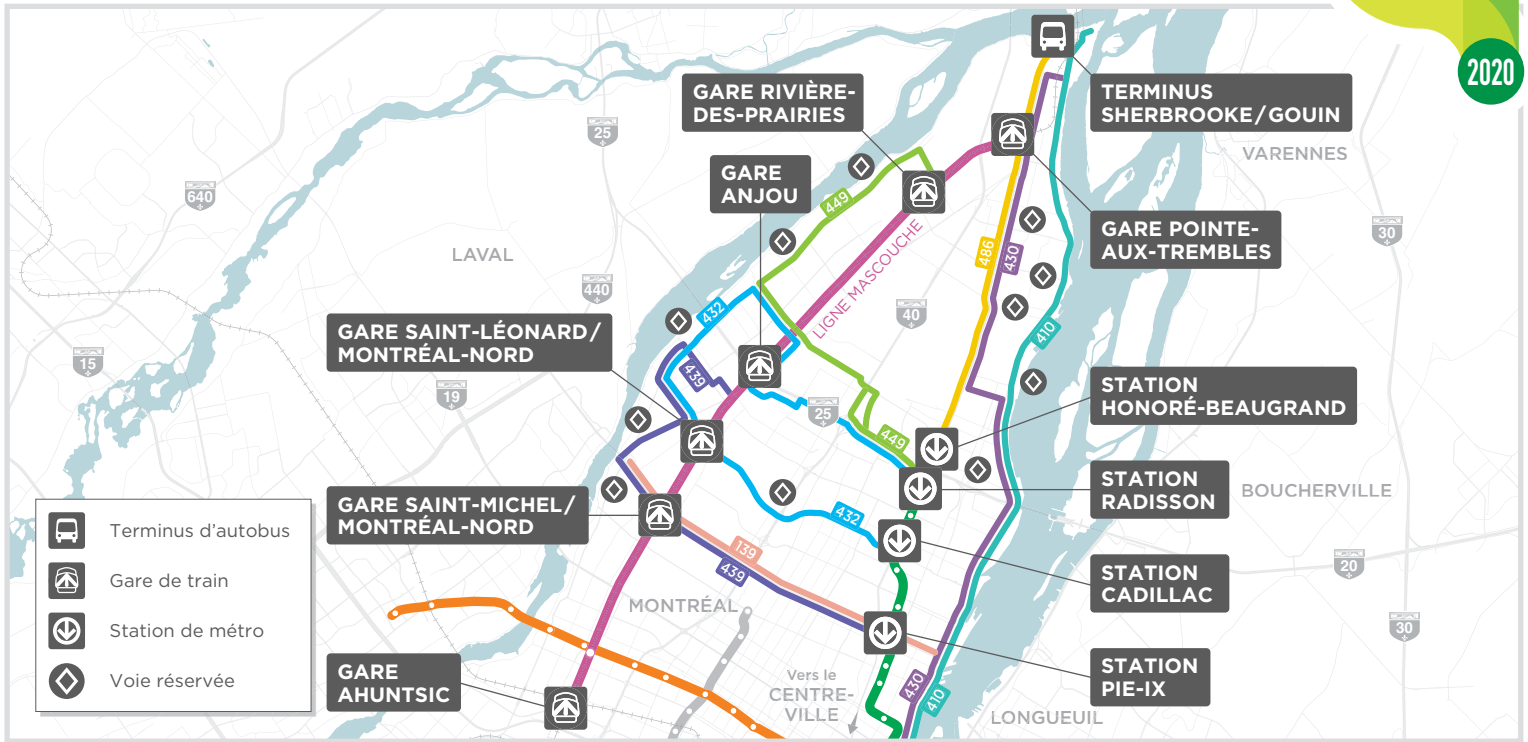 2020
GARE RIVIÈRE-
DES-PRAIRIES
TERMINUS
SHERBROOKE / GOUIN
VARENNES
25
640
GARE
ANJOU
449
GARE POINTE-
AUX-TREMBLES
30
LAVAL
486
430
LIGNE MASCOUCHE
440
432
40
410
GARE SAINT-LÉONARD /
MONTRÉAL-NORD
15
439
19
25
STATION
HONORÉ-BEAUGRAND
449
STATION
RADISSON
BOUCHERVILLE
GARE SAINT-MICHEL /
MONTRÉAL-NORD
432
139
439
STATION
CADILLAC
20
MONTRÉAL
30
Terminus d'autobus
Gare de train
Station de métro
Voie réservée
GARE
AHUNTSIC
Vers le
CENTRE-
VILLE
STATION
PIE-IX
430
410
LONGUEUIL